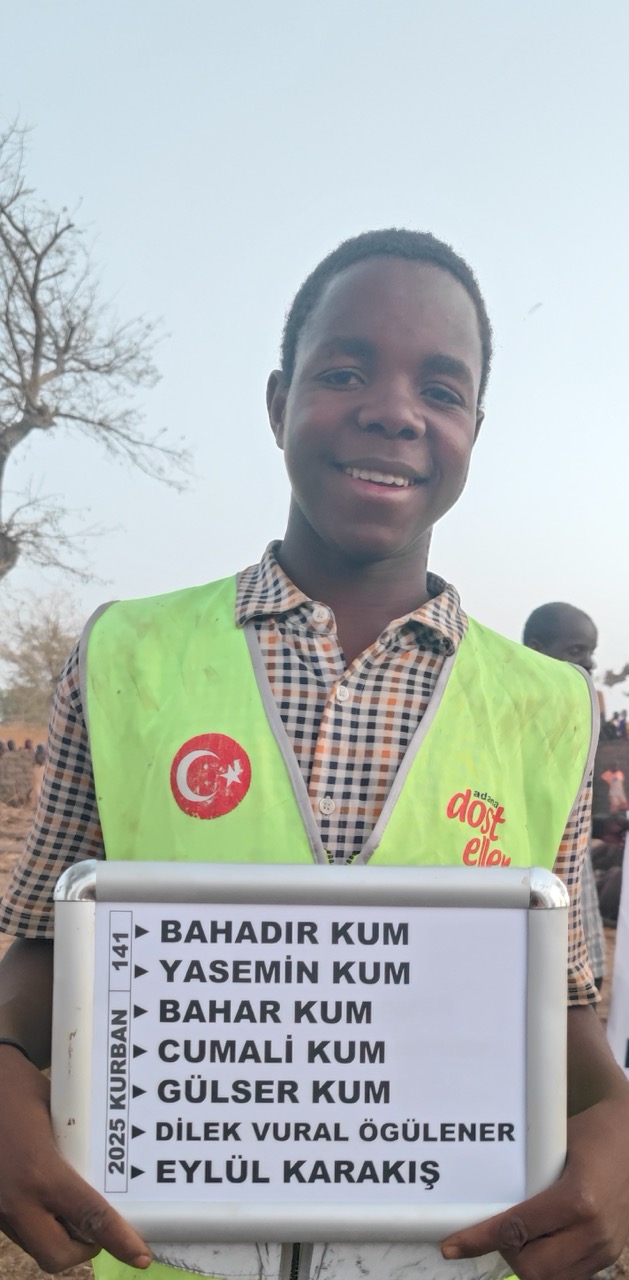 adana
dost
eller
141
2025 KURBAN
BAHADIR KUM
YASEMİN KUM
BAHAR KUM
CUMALİ KUM
GÜLSER KUM
DİLEK VURAL ÖGÜLENER
EYLÜL KARAKIŞ